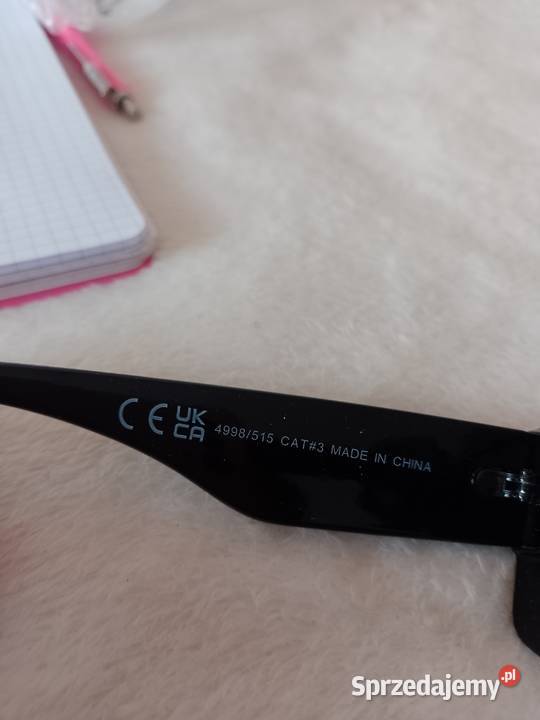 CE UK CA 4998/515 CAT#3 MADE IN CHINA
Sprzedajemy.pl